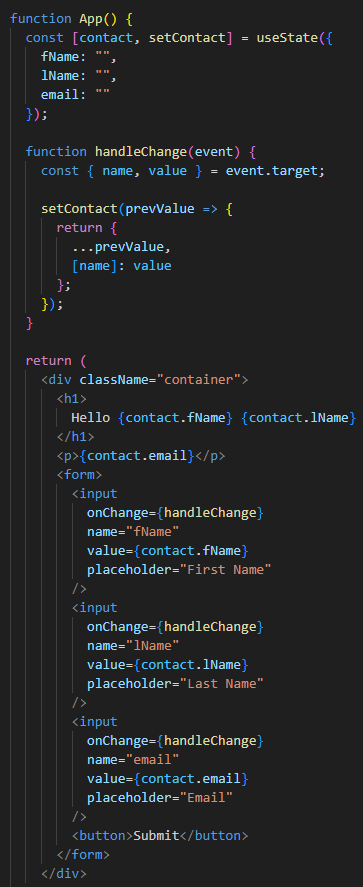 function App() {
  const [contact, setContact] = useState({
    fName: "",
    lName: "",
    email: ""
  });

  function handleChange(event) {
    const { name, value } = event.target;

    setContact(prevValue => {
      return {
        ...prevValue,
        [name]: value
      };
    });
  }

  return (
    <div className="container">
      <h1>
        Hello {contact.fName} {contact.lName}
      </h1>
      <p>{contact.email}</p>
      <form>
        <input
          onChange={handleChange}
          name="fName"
          value={contact.fName}
          placeholder="First Name"
        />
        <input
          onChange={handleChange}
          name="lName"
          value={contact.lName}
          placeholder="Last Name"
        />
        <input
          onChange={handleChange}
          name="email"
          value={contact.email}
          placeholder="Email"
        />
        <button>Submit</button>
      </form>
    </div>